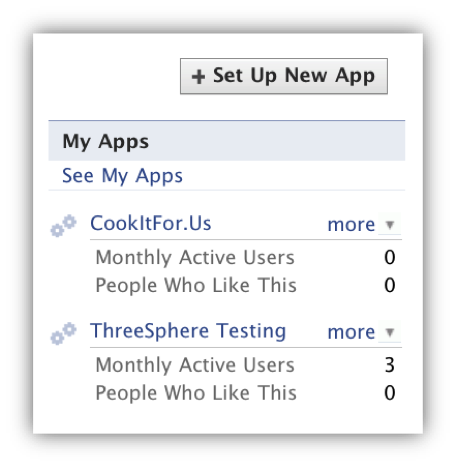 + Set Up New App
My Apps
See My Apps
CookItFor.Us more ▼
Monthly Active Users 0
People Who Like This 0
ThreeSphere Testing more ▼
Monthly Active Users 3
People Who Like This 0